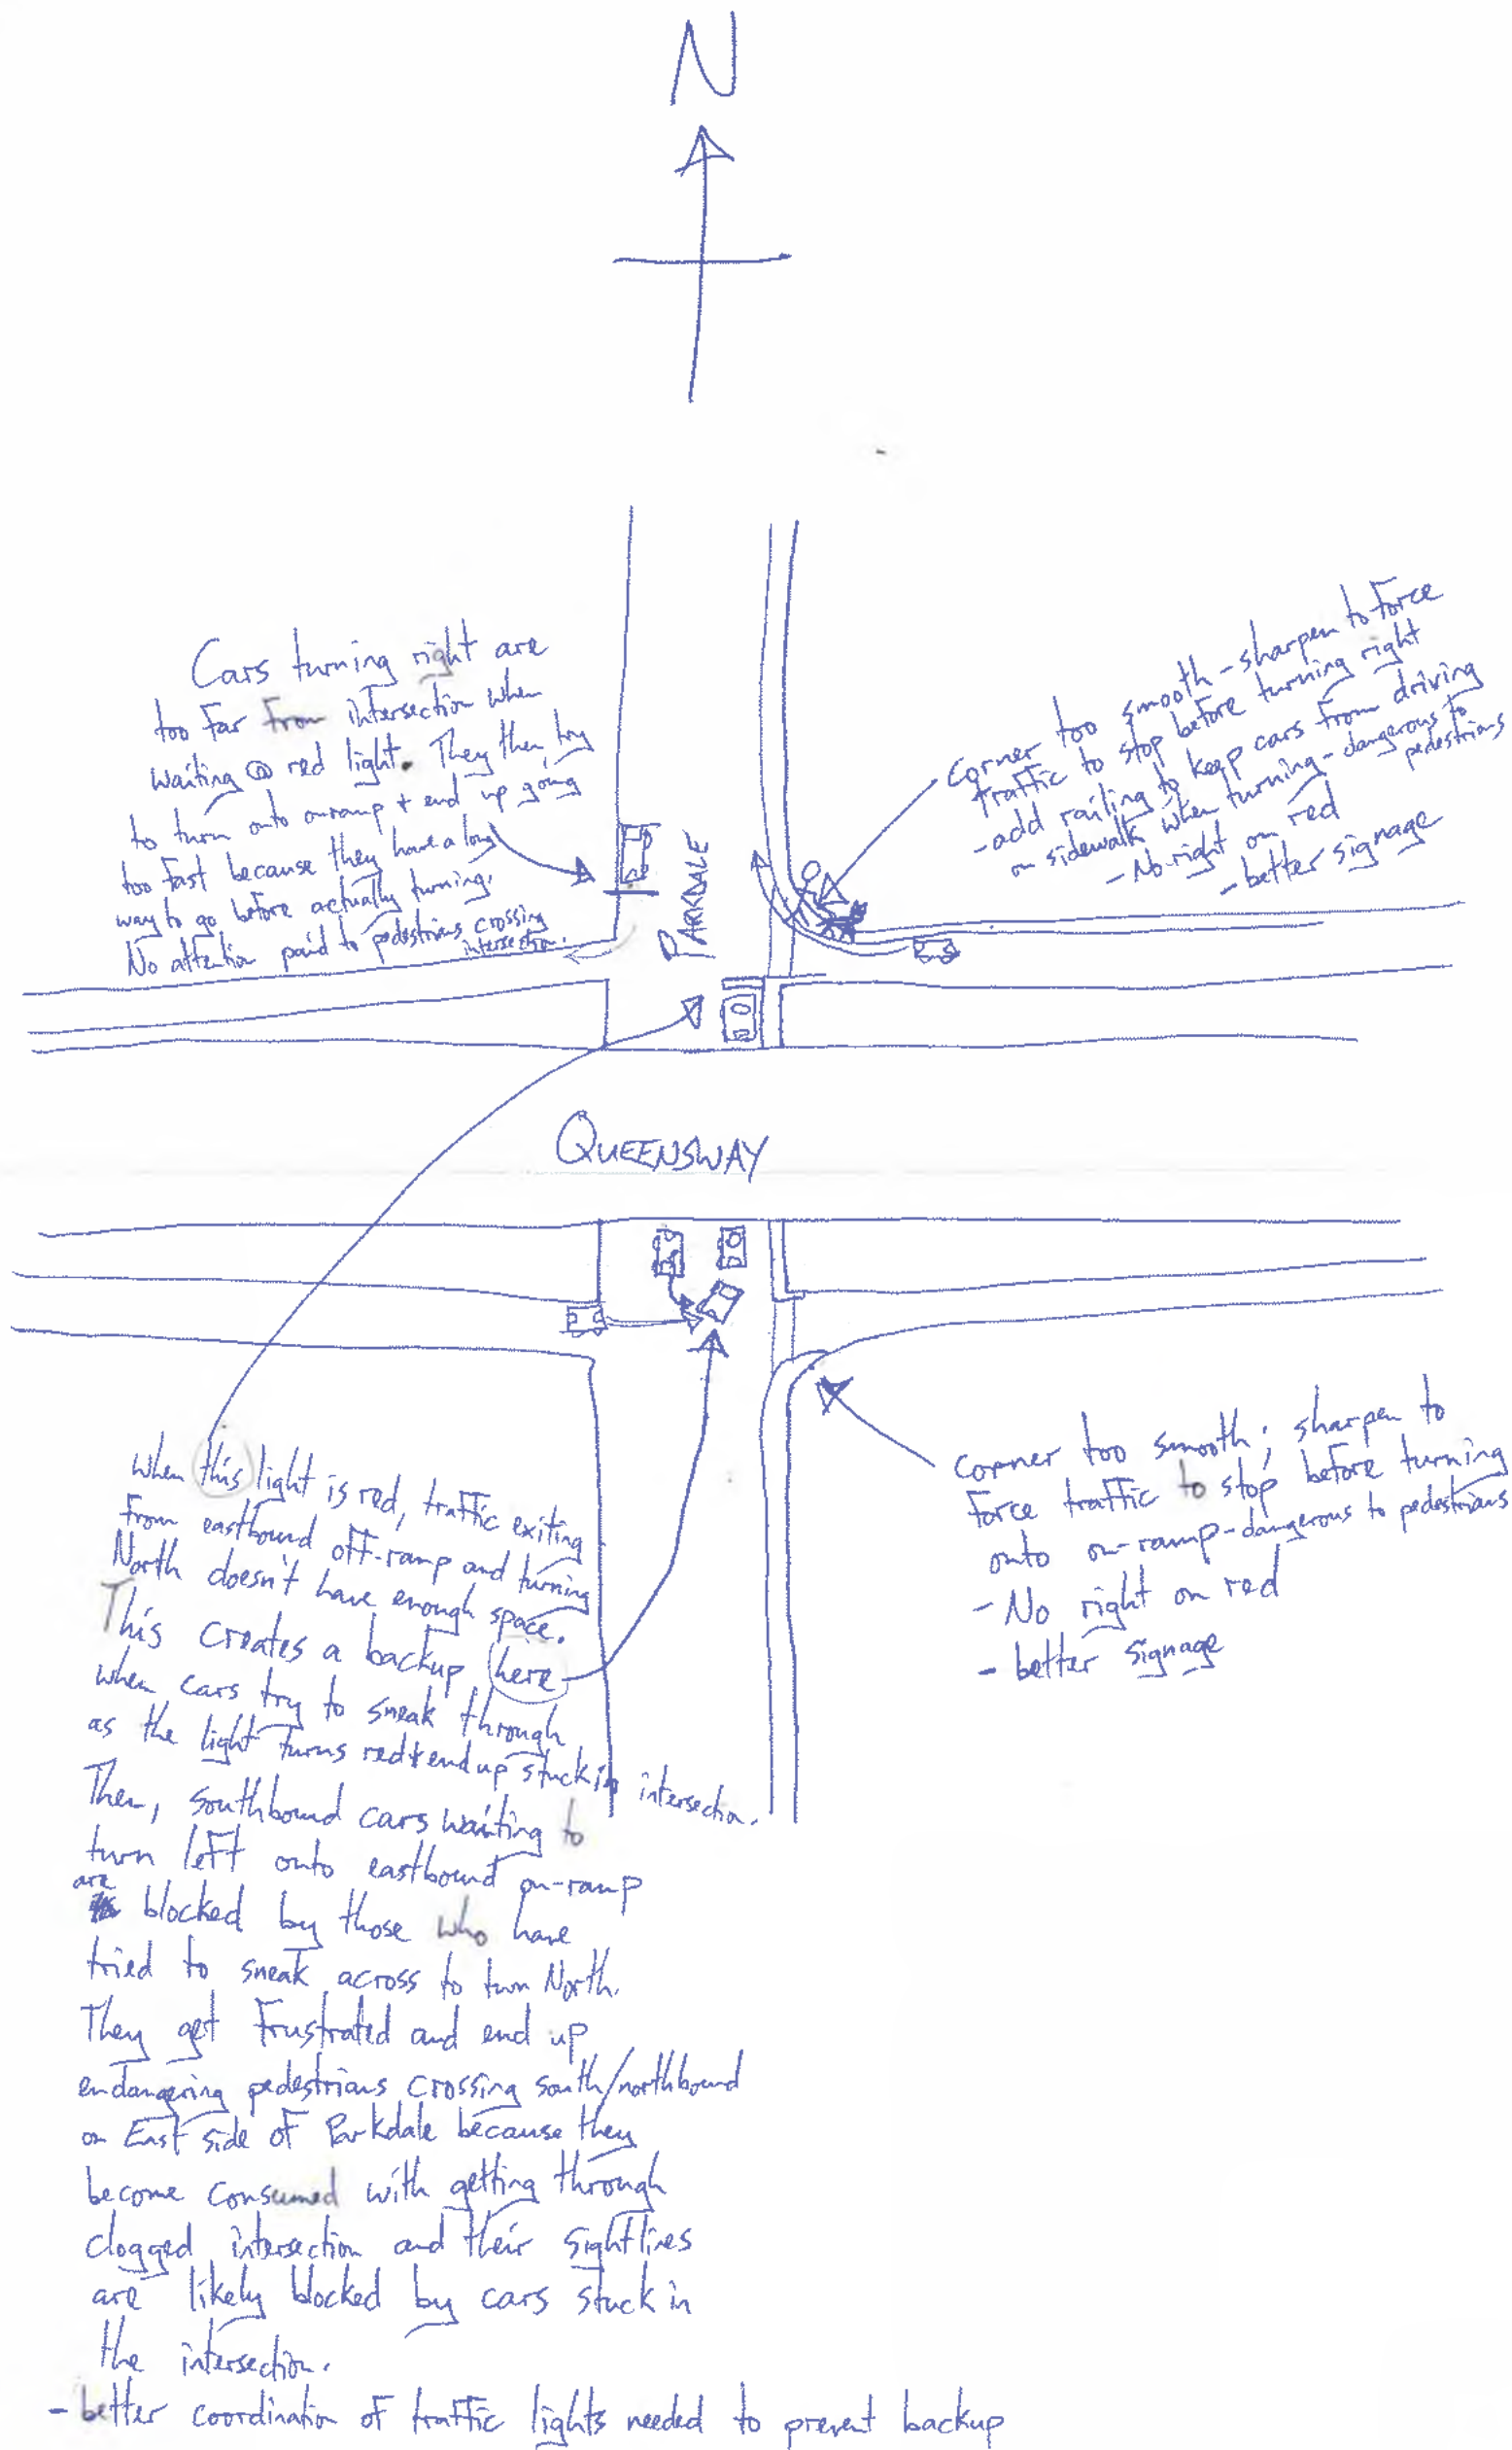 N
Cars turning right are
too far from intersection when
waiting @ red light. They then try
to turn onto onramp + end up going
too fast because they have a long
way to go before actually turning.
No attention paid to pedestrians crossing
intersection.
PARKDALE
Corner too smooth - sharpen to force
traffic to stop before turning right
- add railing to keep cars from driving
on sidewalk when turning - dangerous to
pedestrians
- No right on red
- better signage
QUEENSWAY
When this light is red, traffic exiting
from eastbound off-ramp and turning
North doesn't have enough space.
This creates a backup here
when cars try to sneak through
as the light turns red & end up stuck in intersection.
Then, southbound cars waiting to
turn left onto eastbound on-ramp
are blocked by those who have
tried to sneak across to turn North.
They get frustrated and end up
endangering pedestrians crossing south/northbound
on East side of Parkdale because they
become consumed with getting through
clogged intersection and their sightlines
are likely blocked by cars stuck in
the intersection.
- better coordination of traffic lights needed to prevent backup
Corner too smooth; sharpen to
force traffic to stop before turning
onto on-ramp - dangerous to pedestrians
- No right on red
- better signage